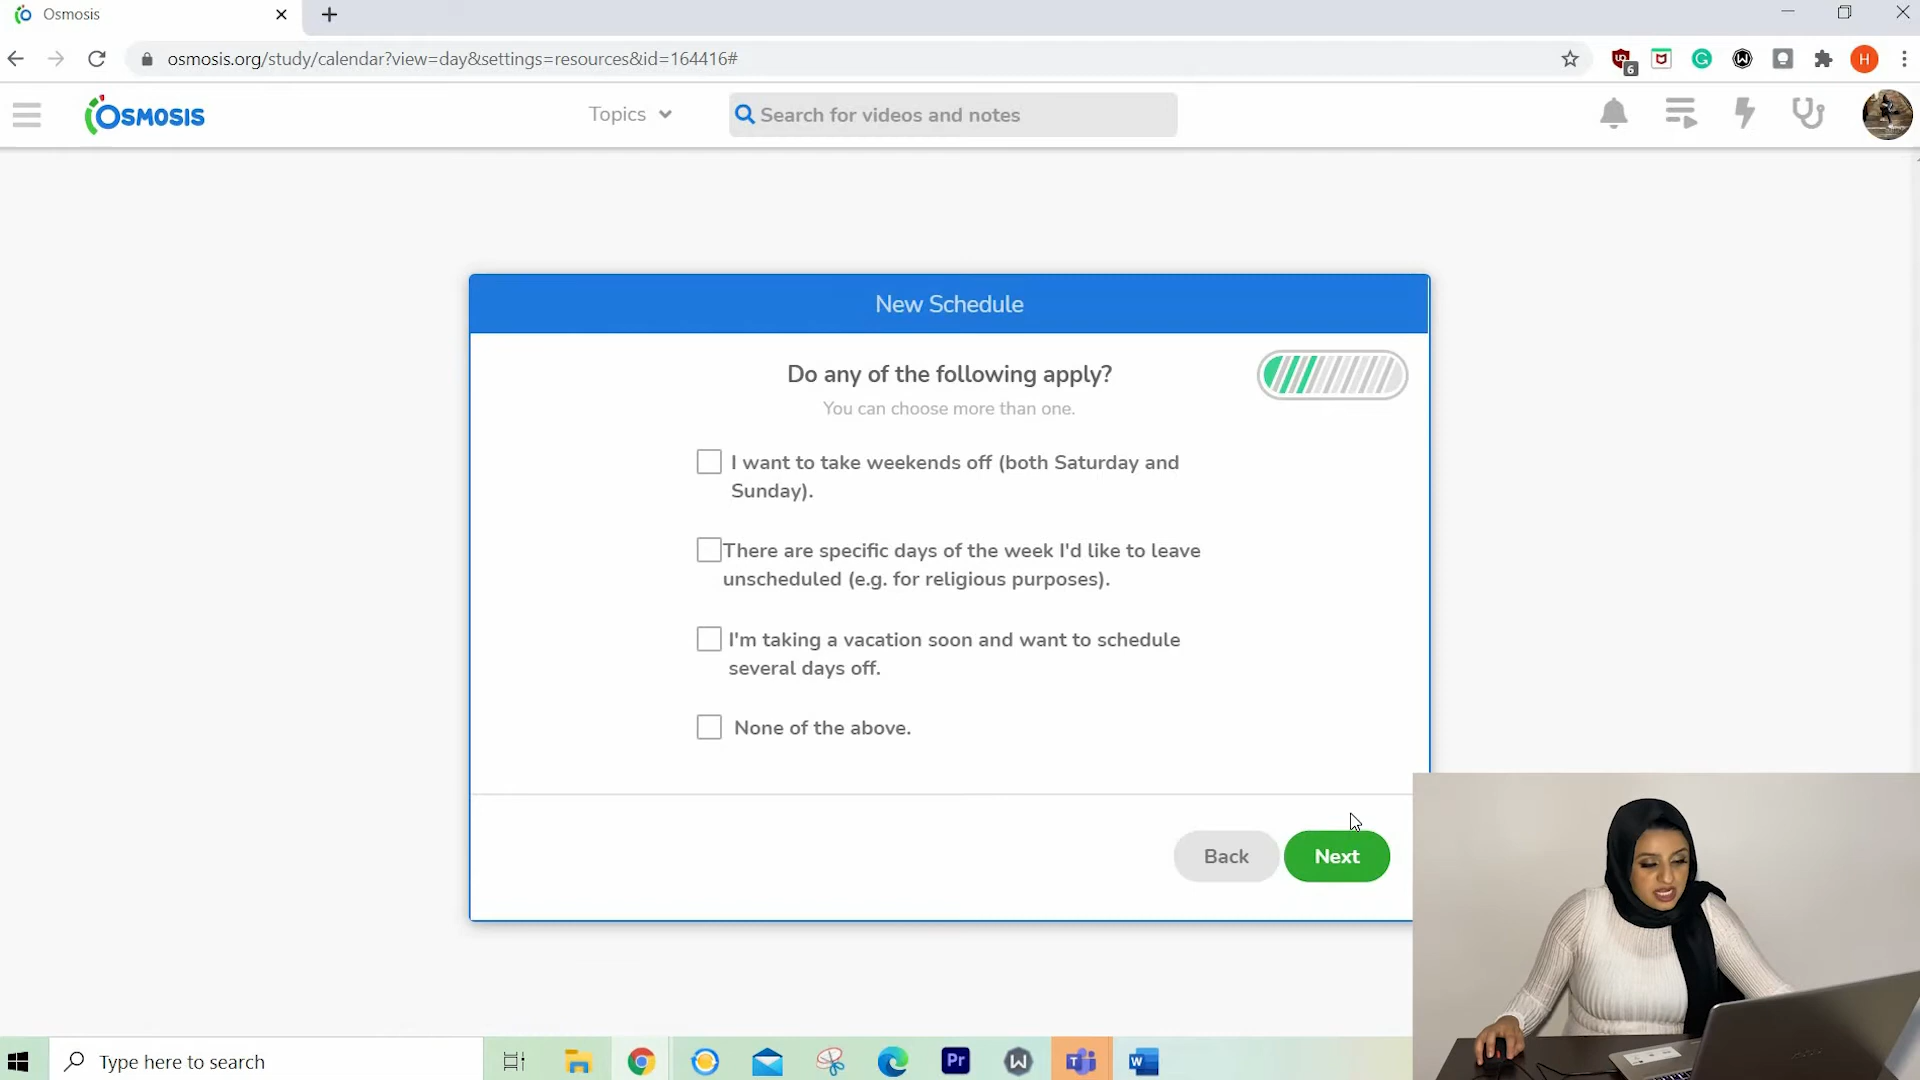 Osmosis
osmosis.org/study/calendar?view=day&settings=resources&id=164416#
6
H
OSMOSIS
Topics
Search for videos and notes
New Schedule
Do any of the following apply?
You can choose more than one.
I want to take weekends off (both Saturday and
Sunday).
There are specific days of the week I'd like to leave
unscheduled (e.g. for religious purposes).
I'm taking a vacation soon and want to schedule
several days off.
None of the above.
Back
Next
Type here to search
Pr
W
T
W